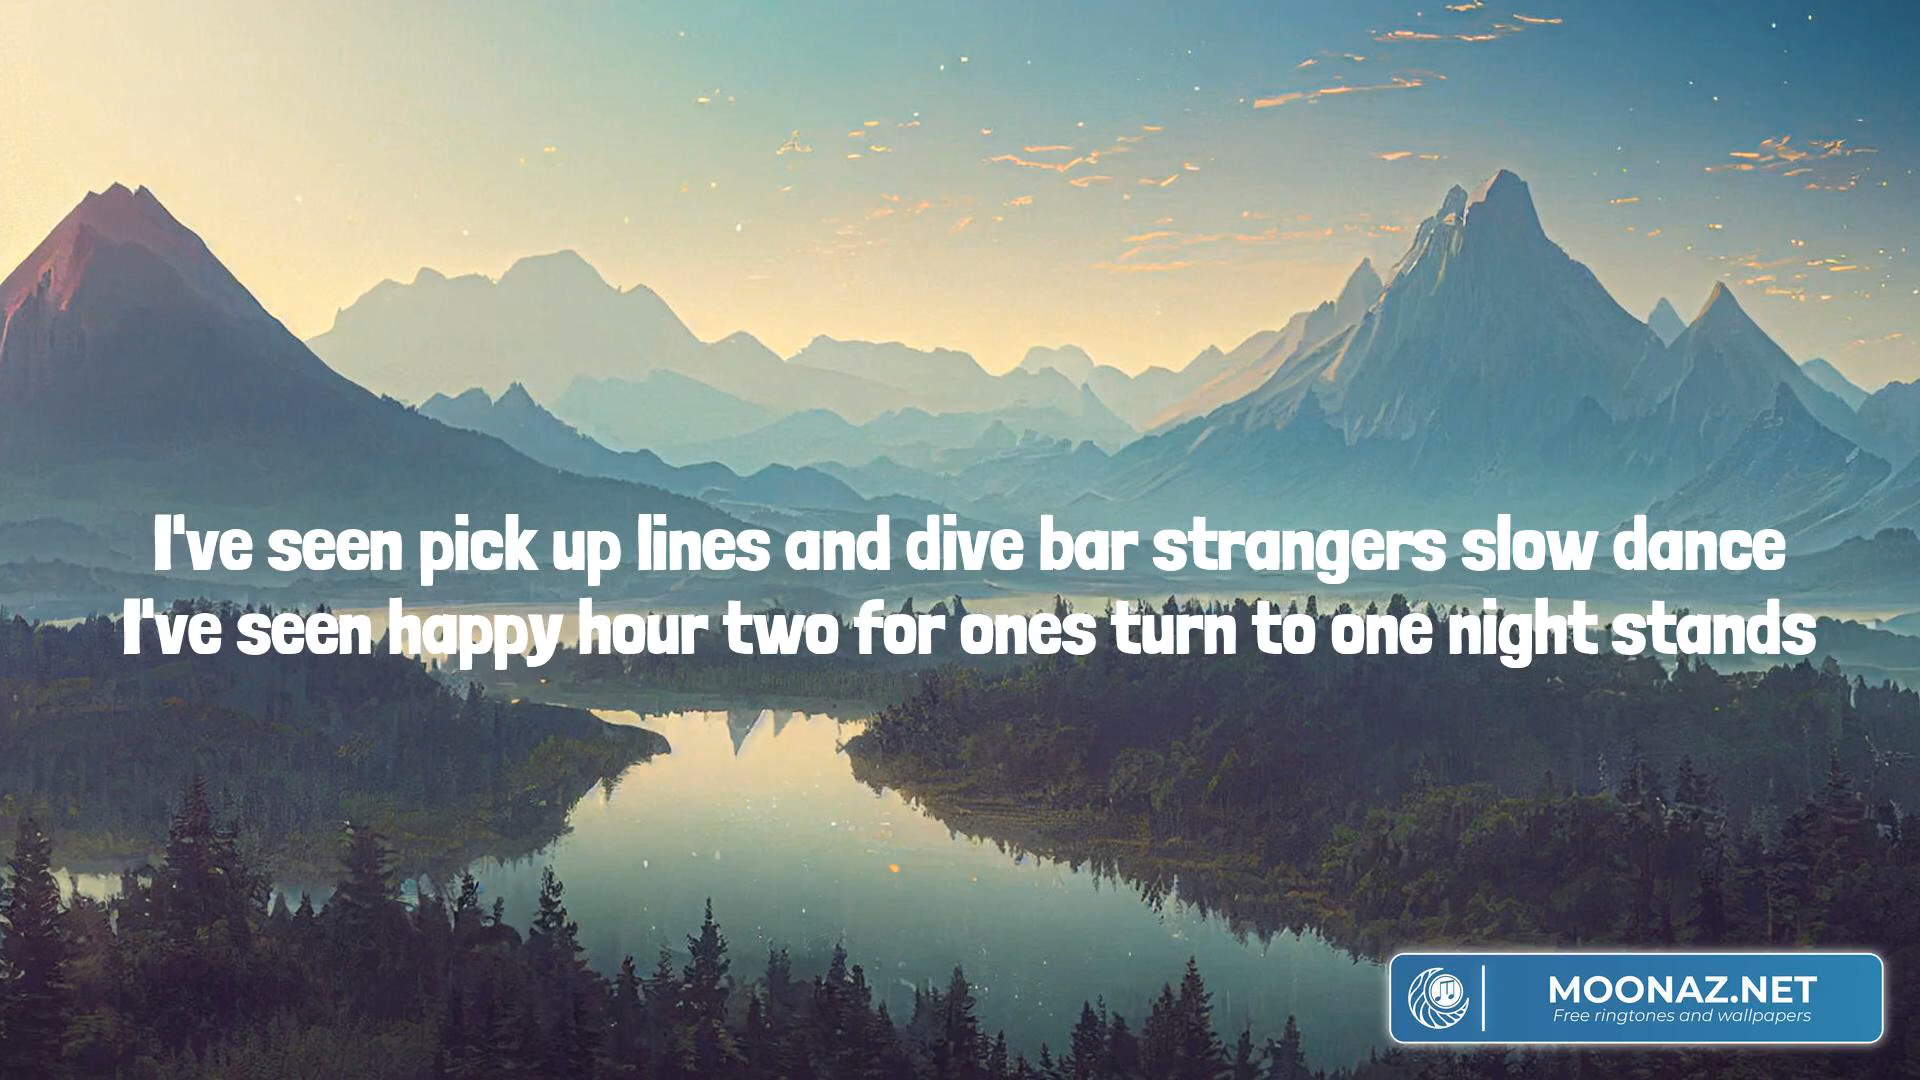 I've seen pick up lines and dive bar strangers slow dance
I've seen happy hour two for ones turn to one night stands
MOONAZ.NET
Free ringtones and wallpapers